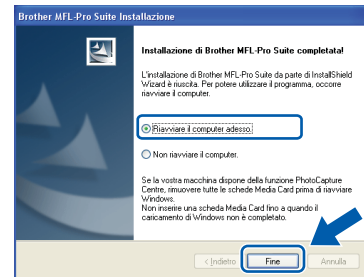 Brother MFL-Pro Suite Installazione
Installazione di Brother MFL-Pro Suite completata!
L'installazione di Brother MFL-Pro Suite da parte di InstallShield
Wizard è riuscita. Per potere utilizzare il programma, occorre
riavviare il computer.
Riavviare il computer adesso.
Non riavviare il computer.
Se la vostra macchina dispone della funzione PhotoCapture
Centre, rimuovere tutte le schede Media Card prima di riavviare
Windows.
Non inserire una scheda Media Card fino a quando il
caricamento di Windows non è completato.
< Indietro
Fine
Annulla